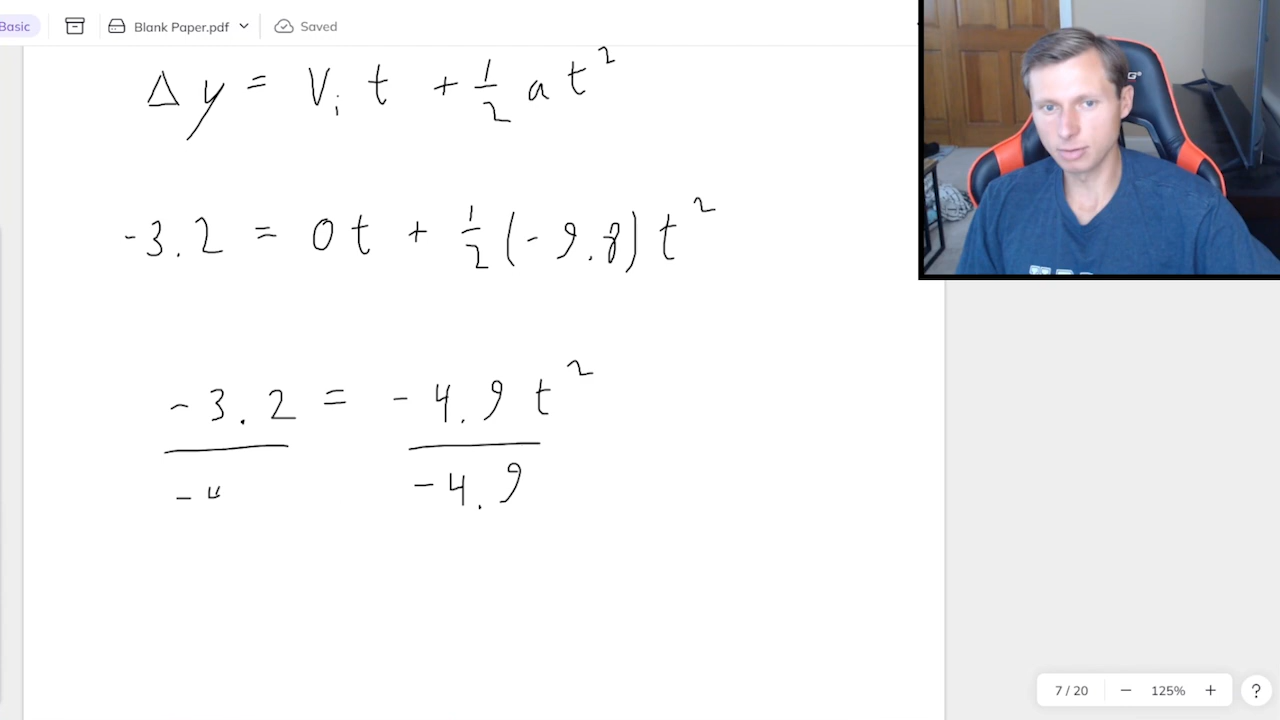 Basic Blank Paper.pdf Saved
Δy = Vᵢ t + 1/2 a t²
-3.2 = 0t + 1/2 (-9.8) t²
-3.2 = -4.9 t²
-4 -4.9
7 / 20 − 125% + ?